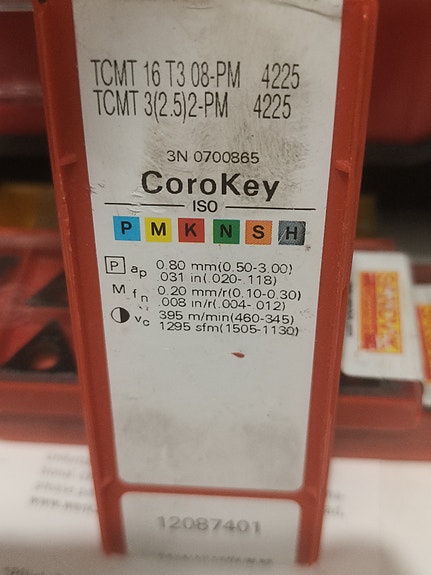 TCMT 16 T3 08-PM 4225
TCMT 3(2.5)2-PM 4225
3N 0700865
CoroKey
ISO
P M K N S H
P ap 0.80 mm(0.50-3.00)
.031 in(.020-.118)
M fn 0.20 mm/r(0.10-0.30)
.008 in/r(.004-.012)
vc 395 m/min(460-345)
1295 sfm(1505-1130)
12087401